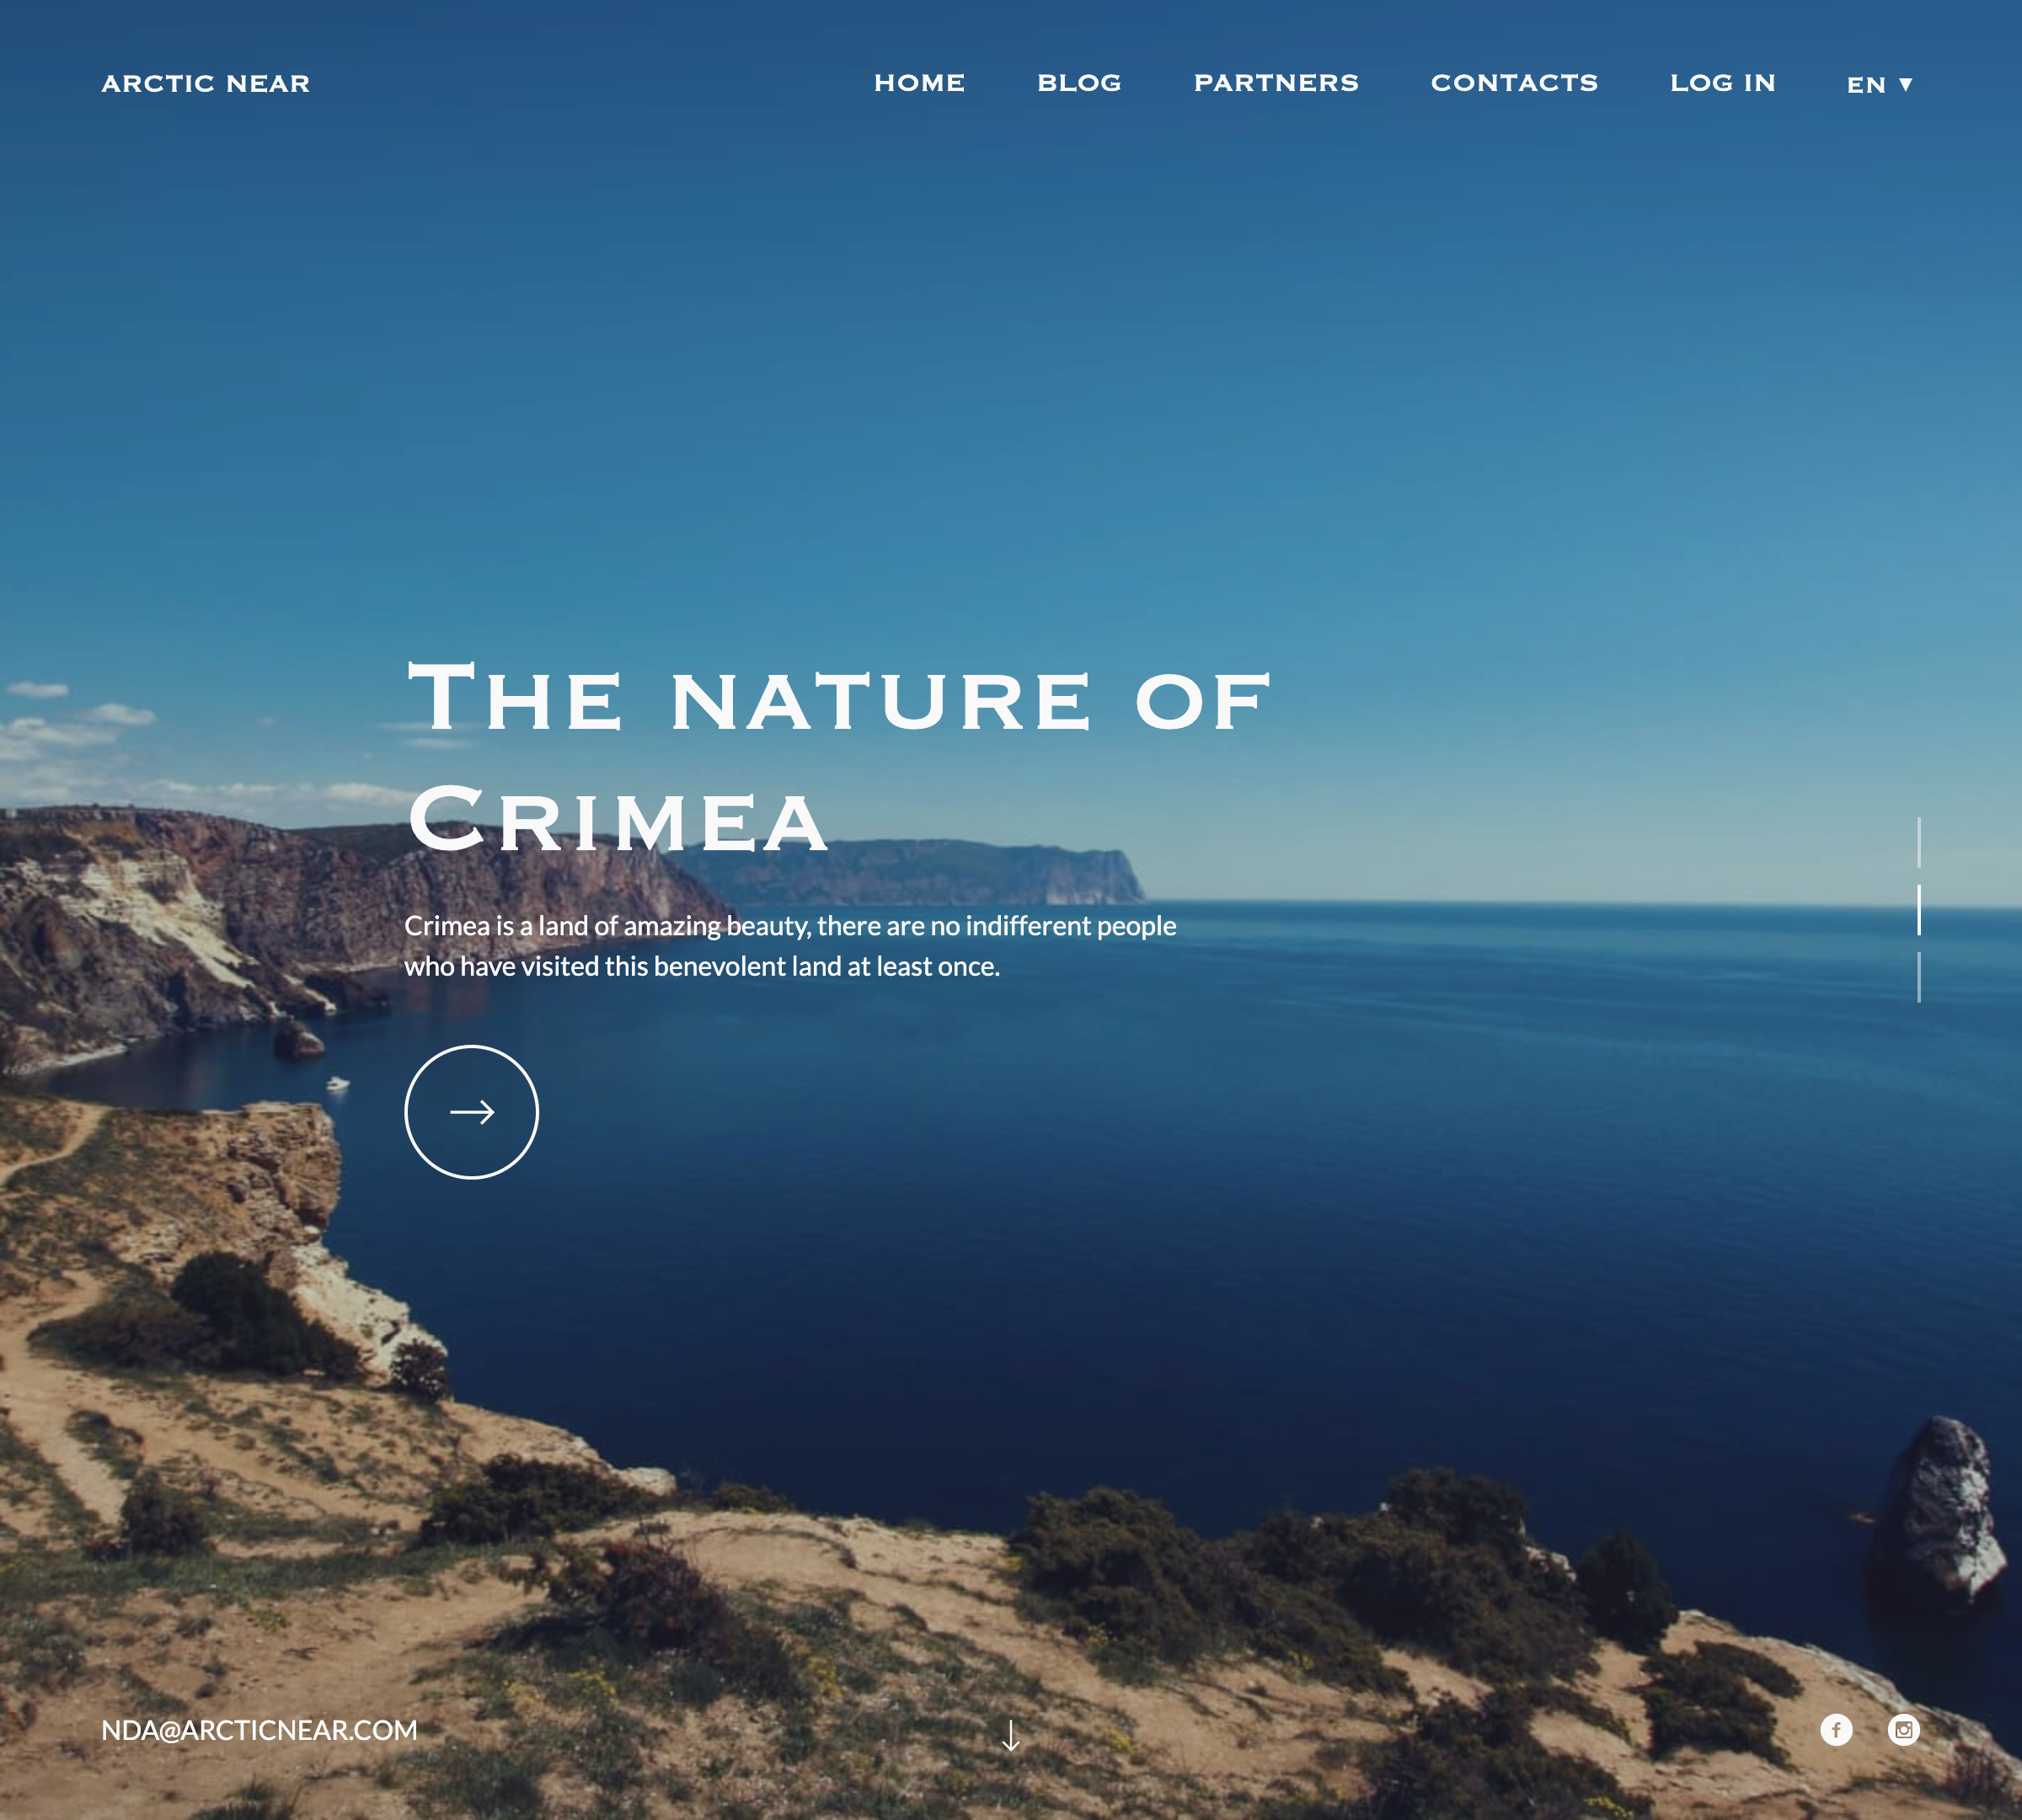 ARCTIC NEAR
HOME BLOG PARTNERS CONTACTS LOG IN EN ▼
The nature of
Crimea
Crimea is a land of amazing beauty, there are no indifferent people
who have visited this benevolent land at least once.
NDA@ARCTICNEAR.COM